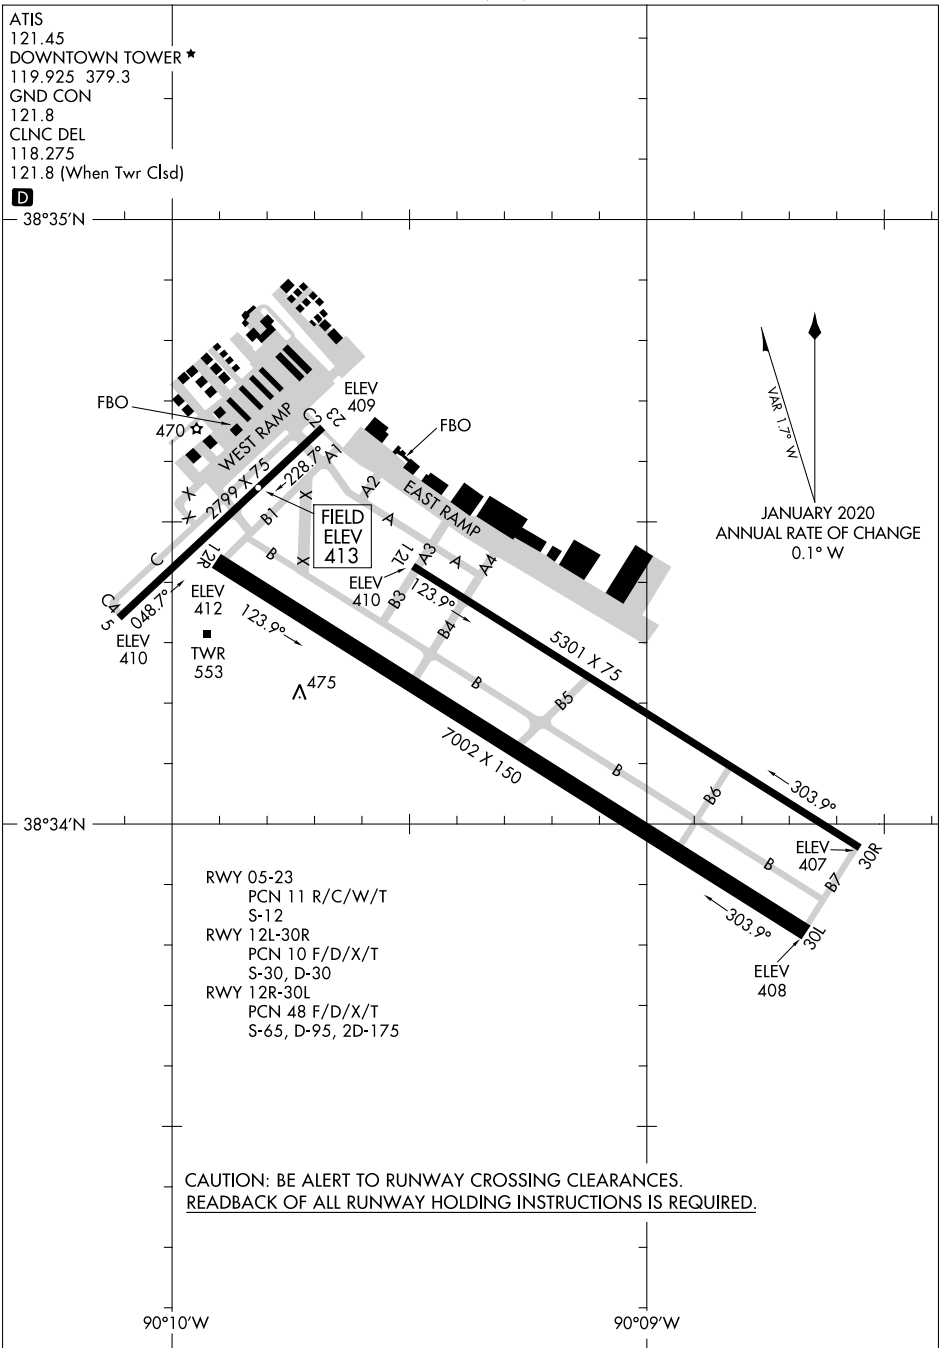 ATIS
121.45
DOWNTOWN TOWER ★
119.925 379.3
GND CON
121.8
CLNC DEL
118.275
121.8 (When Twr Clsd)
D
38°35'N
FBO
470
WEST RAMP
C2
23
ELEV
409
FBO
2799 X 75
228.7°
A1
A2
A
EAST RAMP
X
X
X
X
B1
FIELD
ELEV
413
VAR 1.7° W
JANUARY 2020
ANNUAL RATE OF CHANGE
0.1° W
C
C4
5
048.7°
ELEV
410
12R
ELEV
412
B
TWR
553
123.9°
475
12L
ELEV
410
A3
A
A4
B3
B4
123.9°
5301 X 75
B
B5
7002 X 150
B
B6
303.9°
38°34'N
ELEV
407
30R
B
B7
303.9°
30L
ELEV
408
RWY 05-23
PCN 11 R/C/W/T
S-12
RWY 12L-30R
PCN 10 F/D/X/T
S-30, D-30
RWY 12R-30L
PCN 48 F/D/X/T
S-65, D-95, 2D-175
CAUTION: BE ALERT TO RUNWAY CROSSING CLEARANCES.
READBACK OF ALL RUNWAY HOLDING INSTRUCTIONS IS REQUIRED.
90°10'W
90°09'W